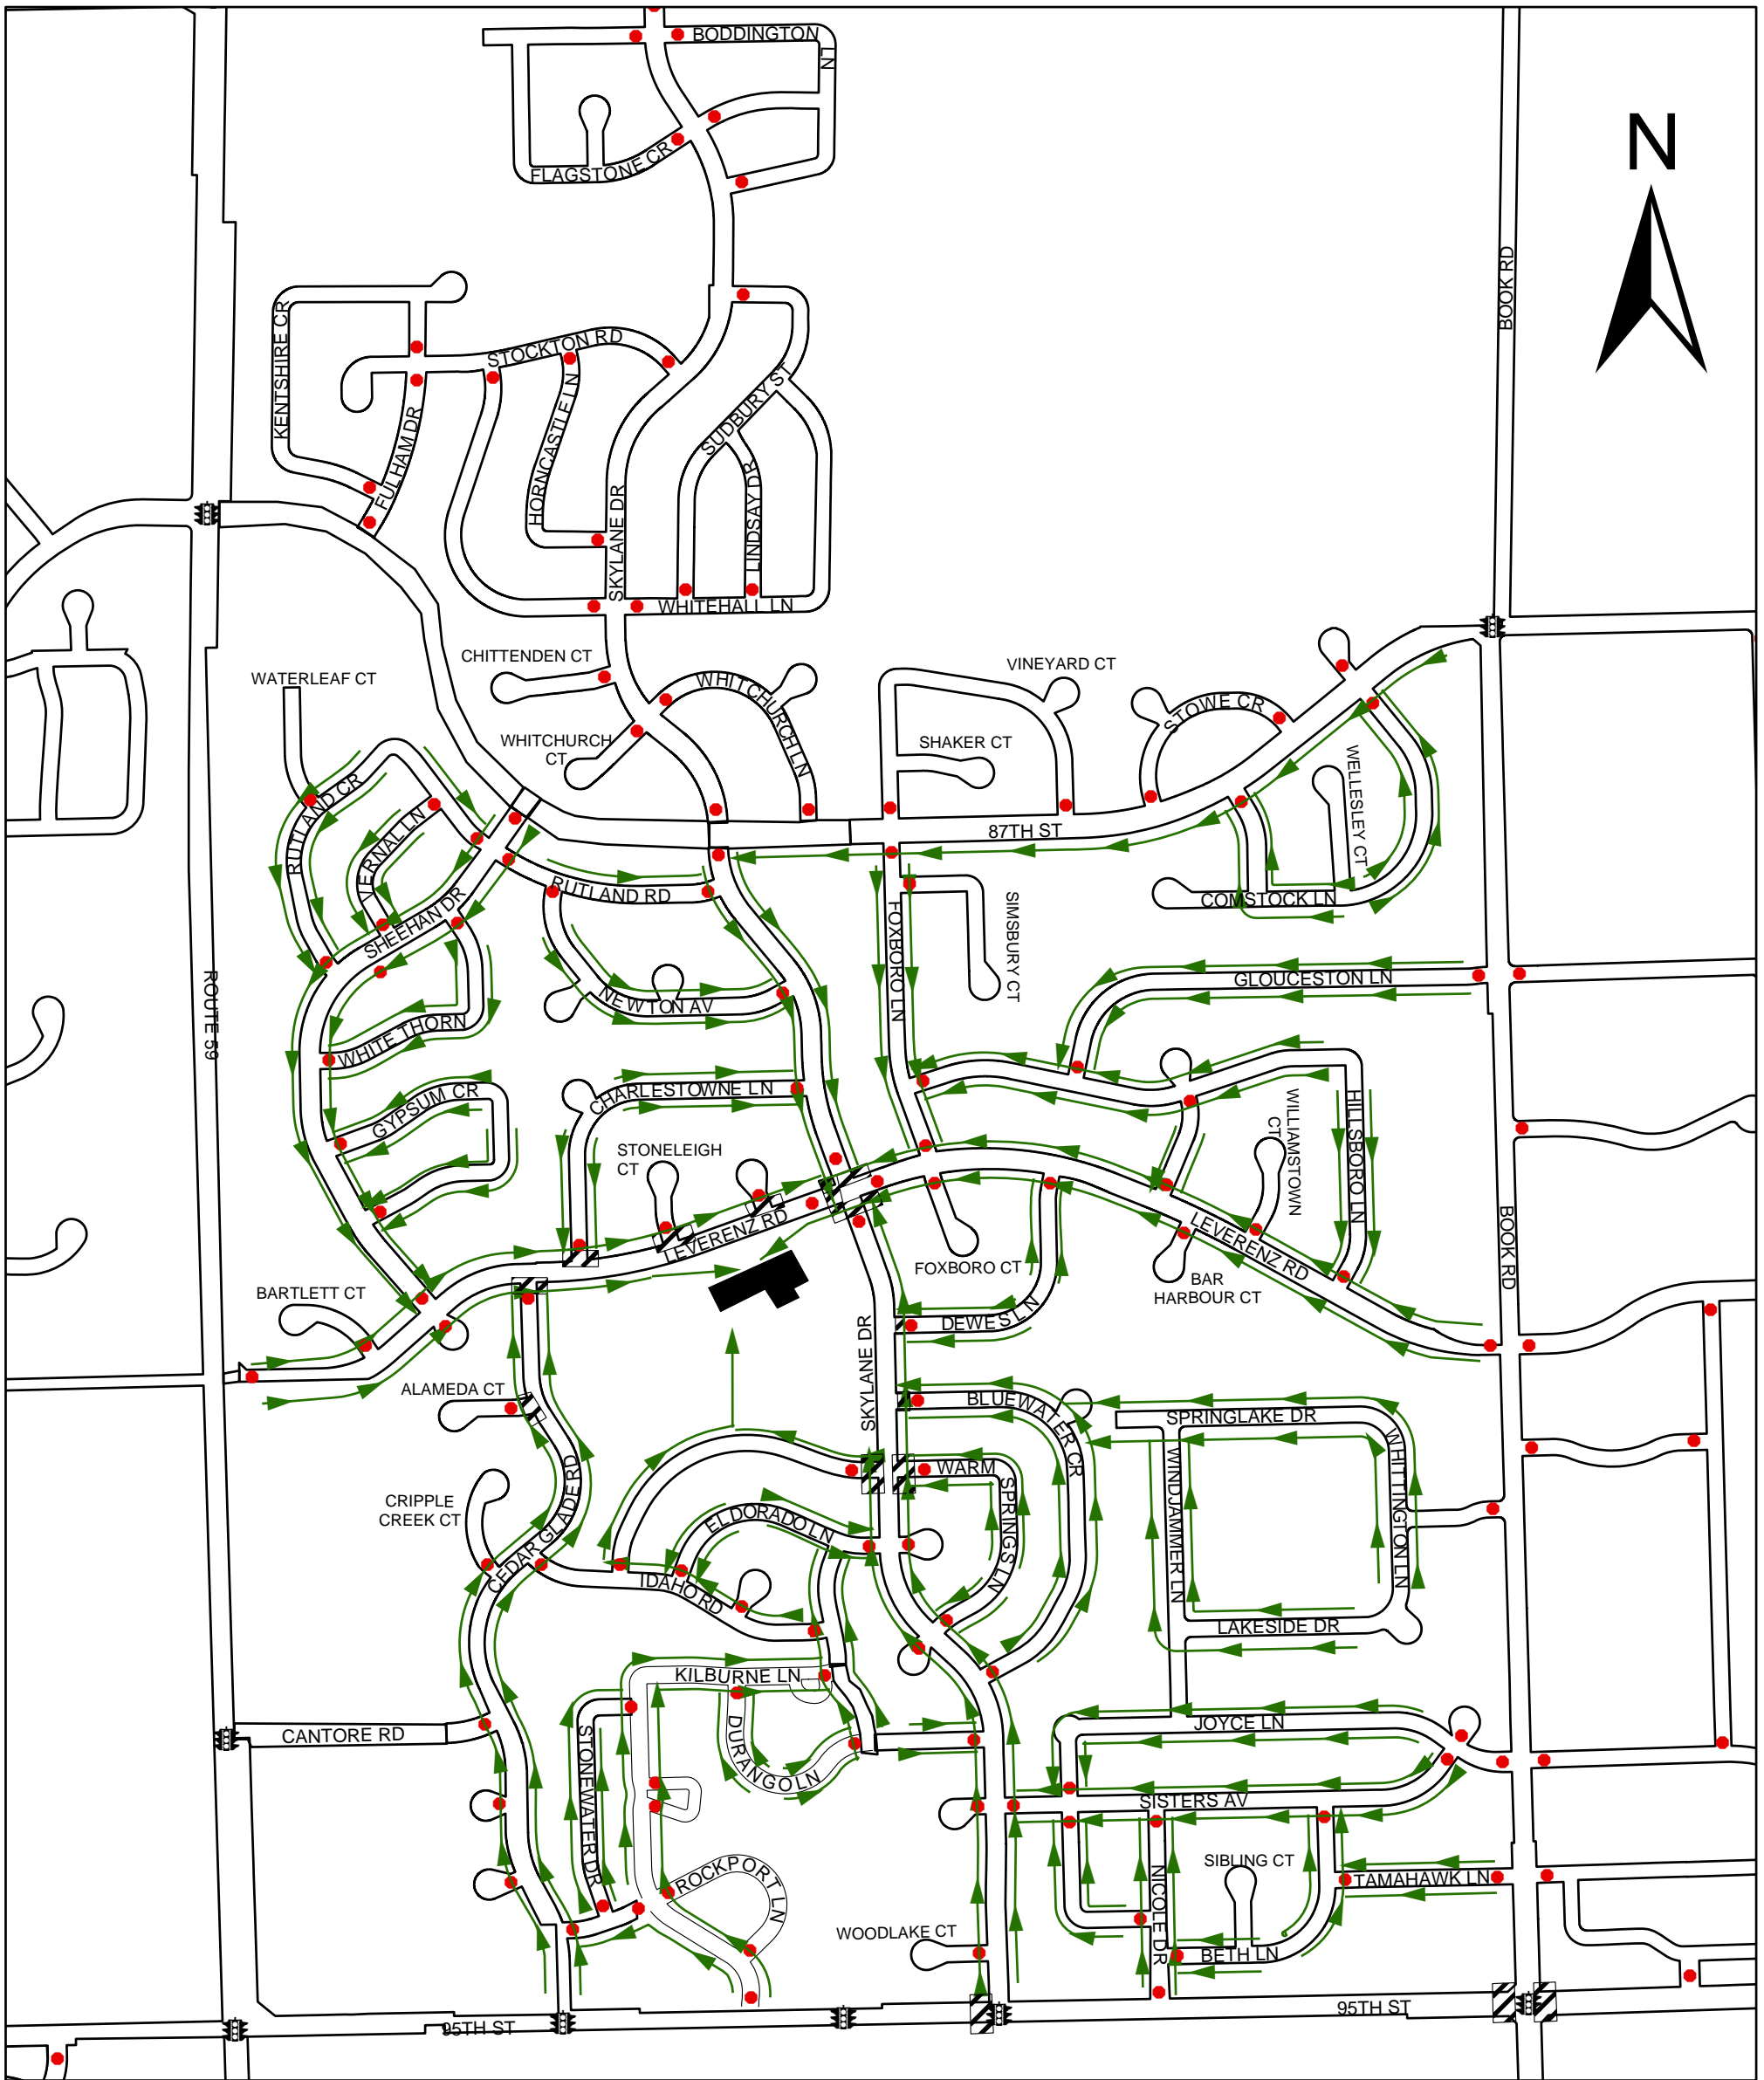 BODDINGTON
LN
N
FLAGSTONE CR
BOOK RD
KENTSHIRE CR
STOCKTON RD
HORNCASTLE LN
FULHAM DR
SUDBURY ST
LINDSAY DR
SKYLANE DR
WHITEHALL LN
CHITTENDEN CT
WATERLEAF CT
WHITCHURCH LN
VINEYARD CT
STOWE CR
WHITCHURCH
CT
SHAKER CT
WELLESLEY CT
RUTLAND CR
VERNAL LN
87TH ST
RUTLAND RD
COMSTOCK LN
SHEEHAN DR
FOXBORO LN
SIMSBURY CT
ROUTE 59
GLOUCESTON LN
NEWTON AV
WHITE THORN
GYPSUM CR
CHARLESTOWNE LN
WILLIAMSTOWN
CT
HILLSBORO LN
STONELEIGH
CT
LEVERENZ RD
LEVERENZ RD
BOOK RD
FOXBORO CT
BAR
HARBOUR CT
BARTLETT CT
DEWES LN
SKYLANE DR
ALAMEDA CT
BLUEWATER CR
SPRINGLAKE DR
WHITTINGTON LN
WINDJAMMER LN
WARM
SPRINGS LN
CRIPPLE
CREEK CT
CEDAR GLADE RD
ELDORADO LN
IDAHO RD
LAKESIDE DR
KILBURNE LN
CANTORE RD
STONEWATER DR
DURANGO LN
JOYCE LN
SISTERS AV
SIBLING CT
NICOLE DR
TAMAHAWK LN
ROCKPORT LN
WOODLAKE CT
BETH LN
95TH ST
95TH ST